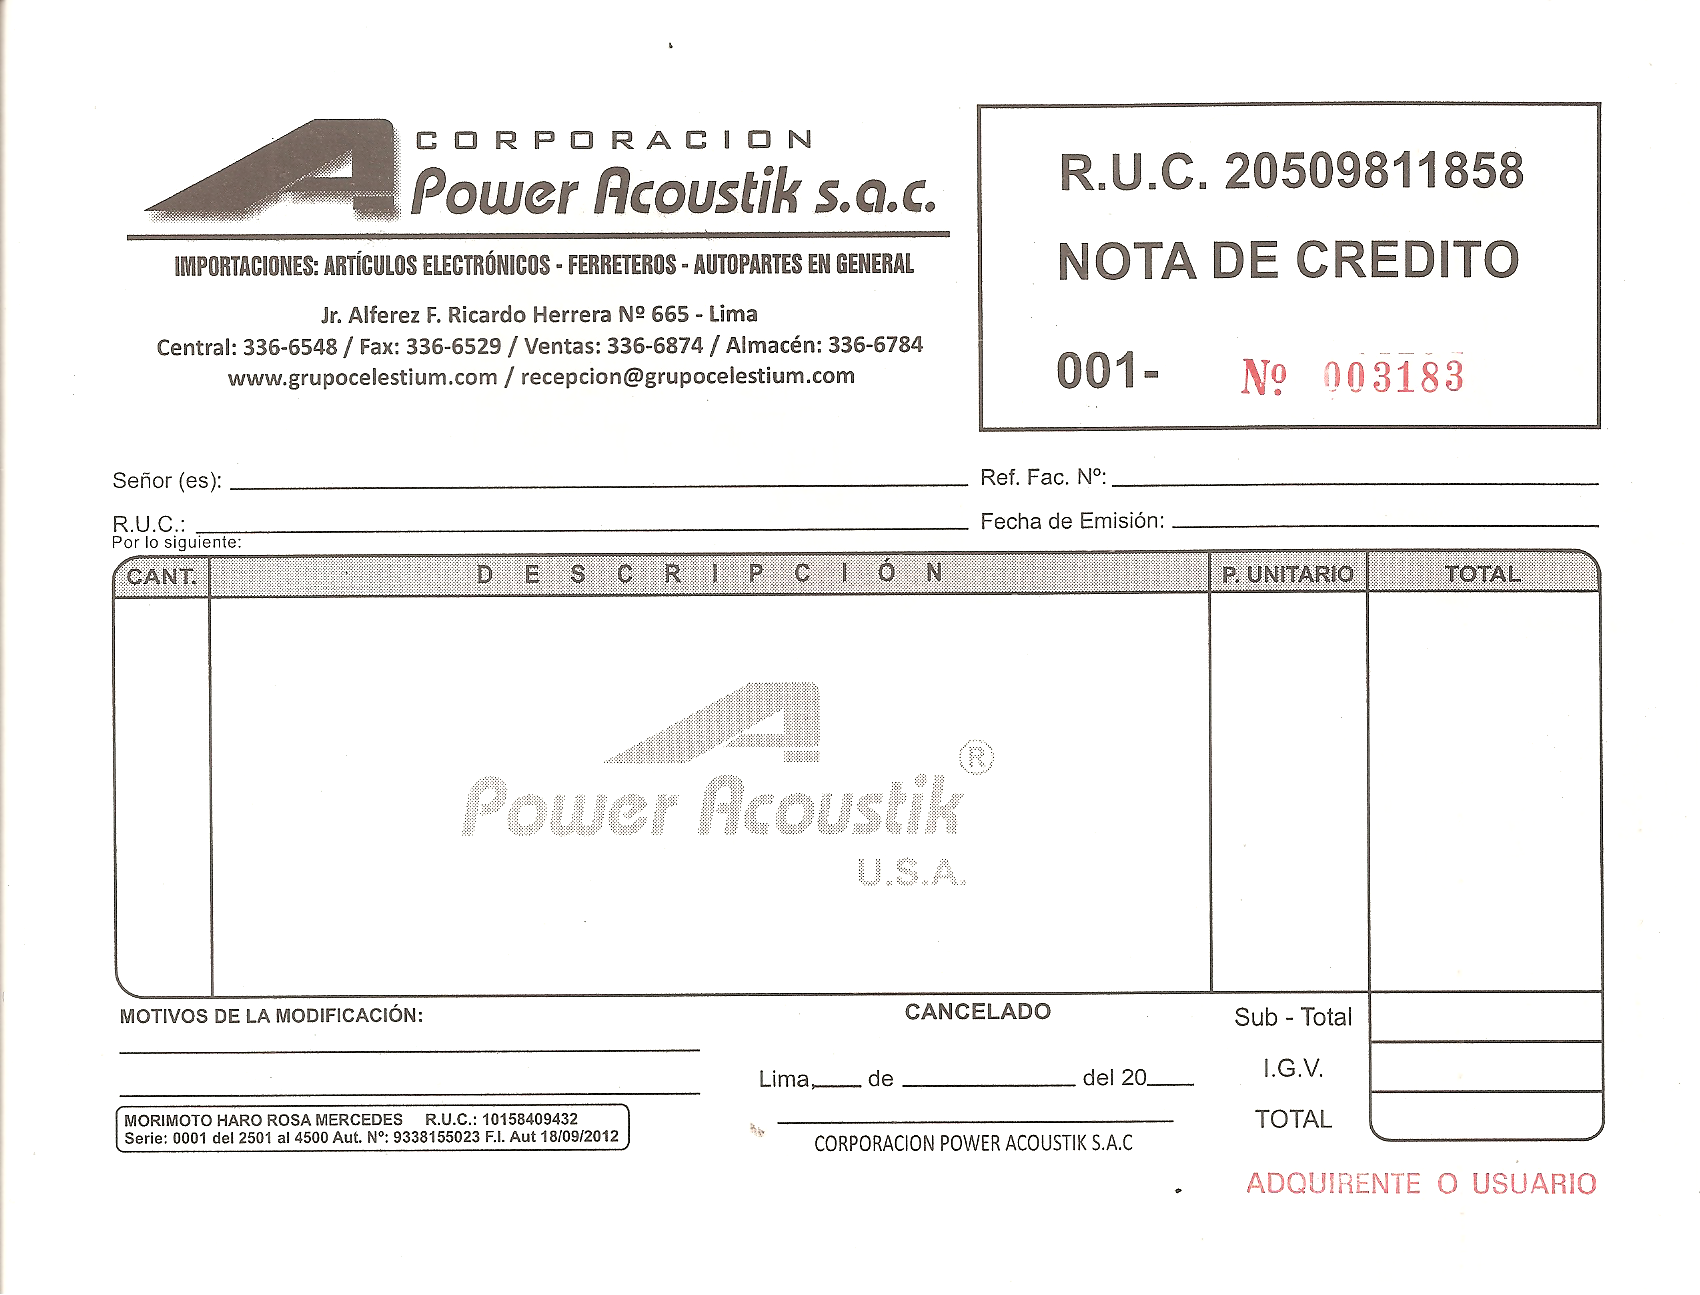 CORPORACION
Power Acoustik s.a.c.
IMPORTACIONES: ARTÍCULOS ELECTRÓNICOS - FERRETEROS - AUTOPARTES EN GENERAL
Jr. Alferez F. Ricardo Herrera Nº 665 - Lima
Central: 336-6548 / Fax: 336-6529 / Ventas: 336-6874 / Almacén: 336-6784
www.grupocelestium.com / recepcion@grupocelestium.com
R.U.C. 20509811858
NOTA DE CREDITO
001- Nº 003183
Señor (es): Ref. Fac. Nº:
R.U.C.: Fecha de Emisión:
Por lo siguiente:
CANT. DESCRIPCIÓN P. UNITARIO TOTAL
Power Acoustik ®
U.S.A.
MOTIVOS DE LA MODIFICACIÓN:
CANCELADO
Lima, de del 20
CORPORACION POWER ACOUSTIK S.A.C
Sub - Total
I.G.V.
TOTAL
MORIMOTO HARO ROSA MERCEDES R.U.C.: 10158409432
Serie: 0001 del 2501 al 4500 Aut. Nº: 9338155023 F.I. Aut 18/09/2012
ADQUIRENTE O USUARIO